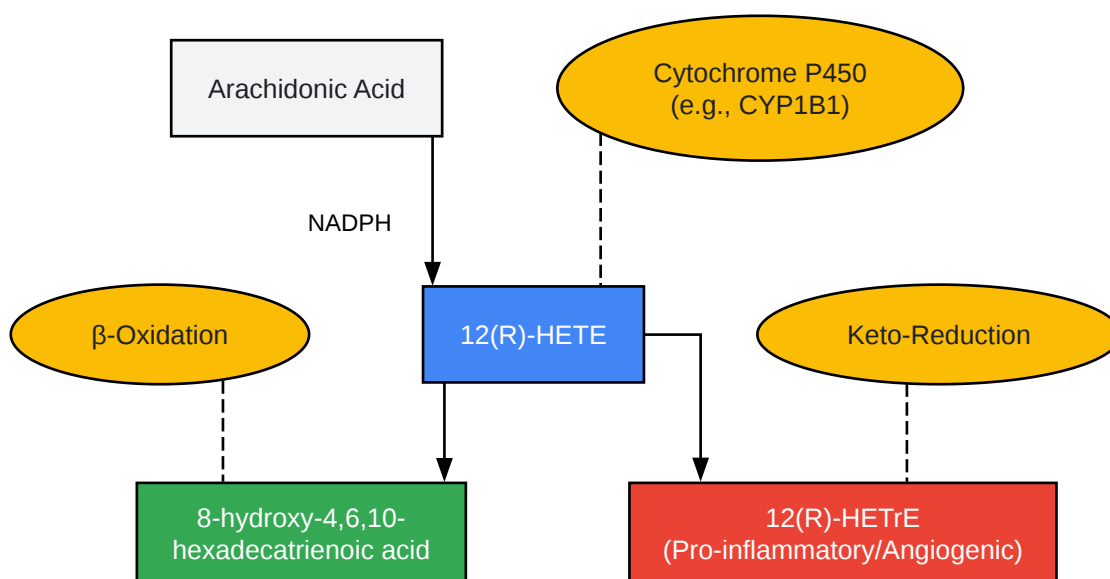 Arachidonic Acid
Cytochrome P450
(e.g., CYP1B1)
NADPH
β-Oxidation
12(R)-HETE
Keto-Reduction
8-hydroxy-4,6,10-
hexadecatrienoic acid
12(R)-HETrE
(Pro-inflammatory/Angiogenic)